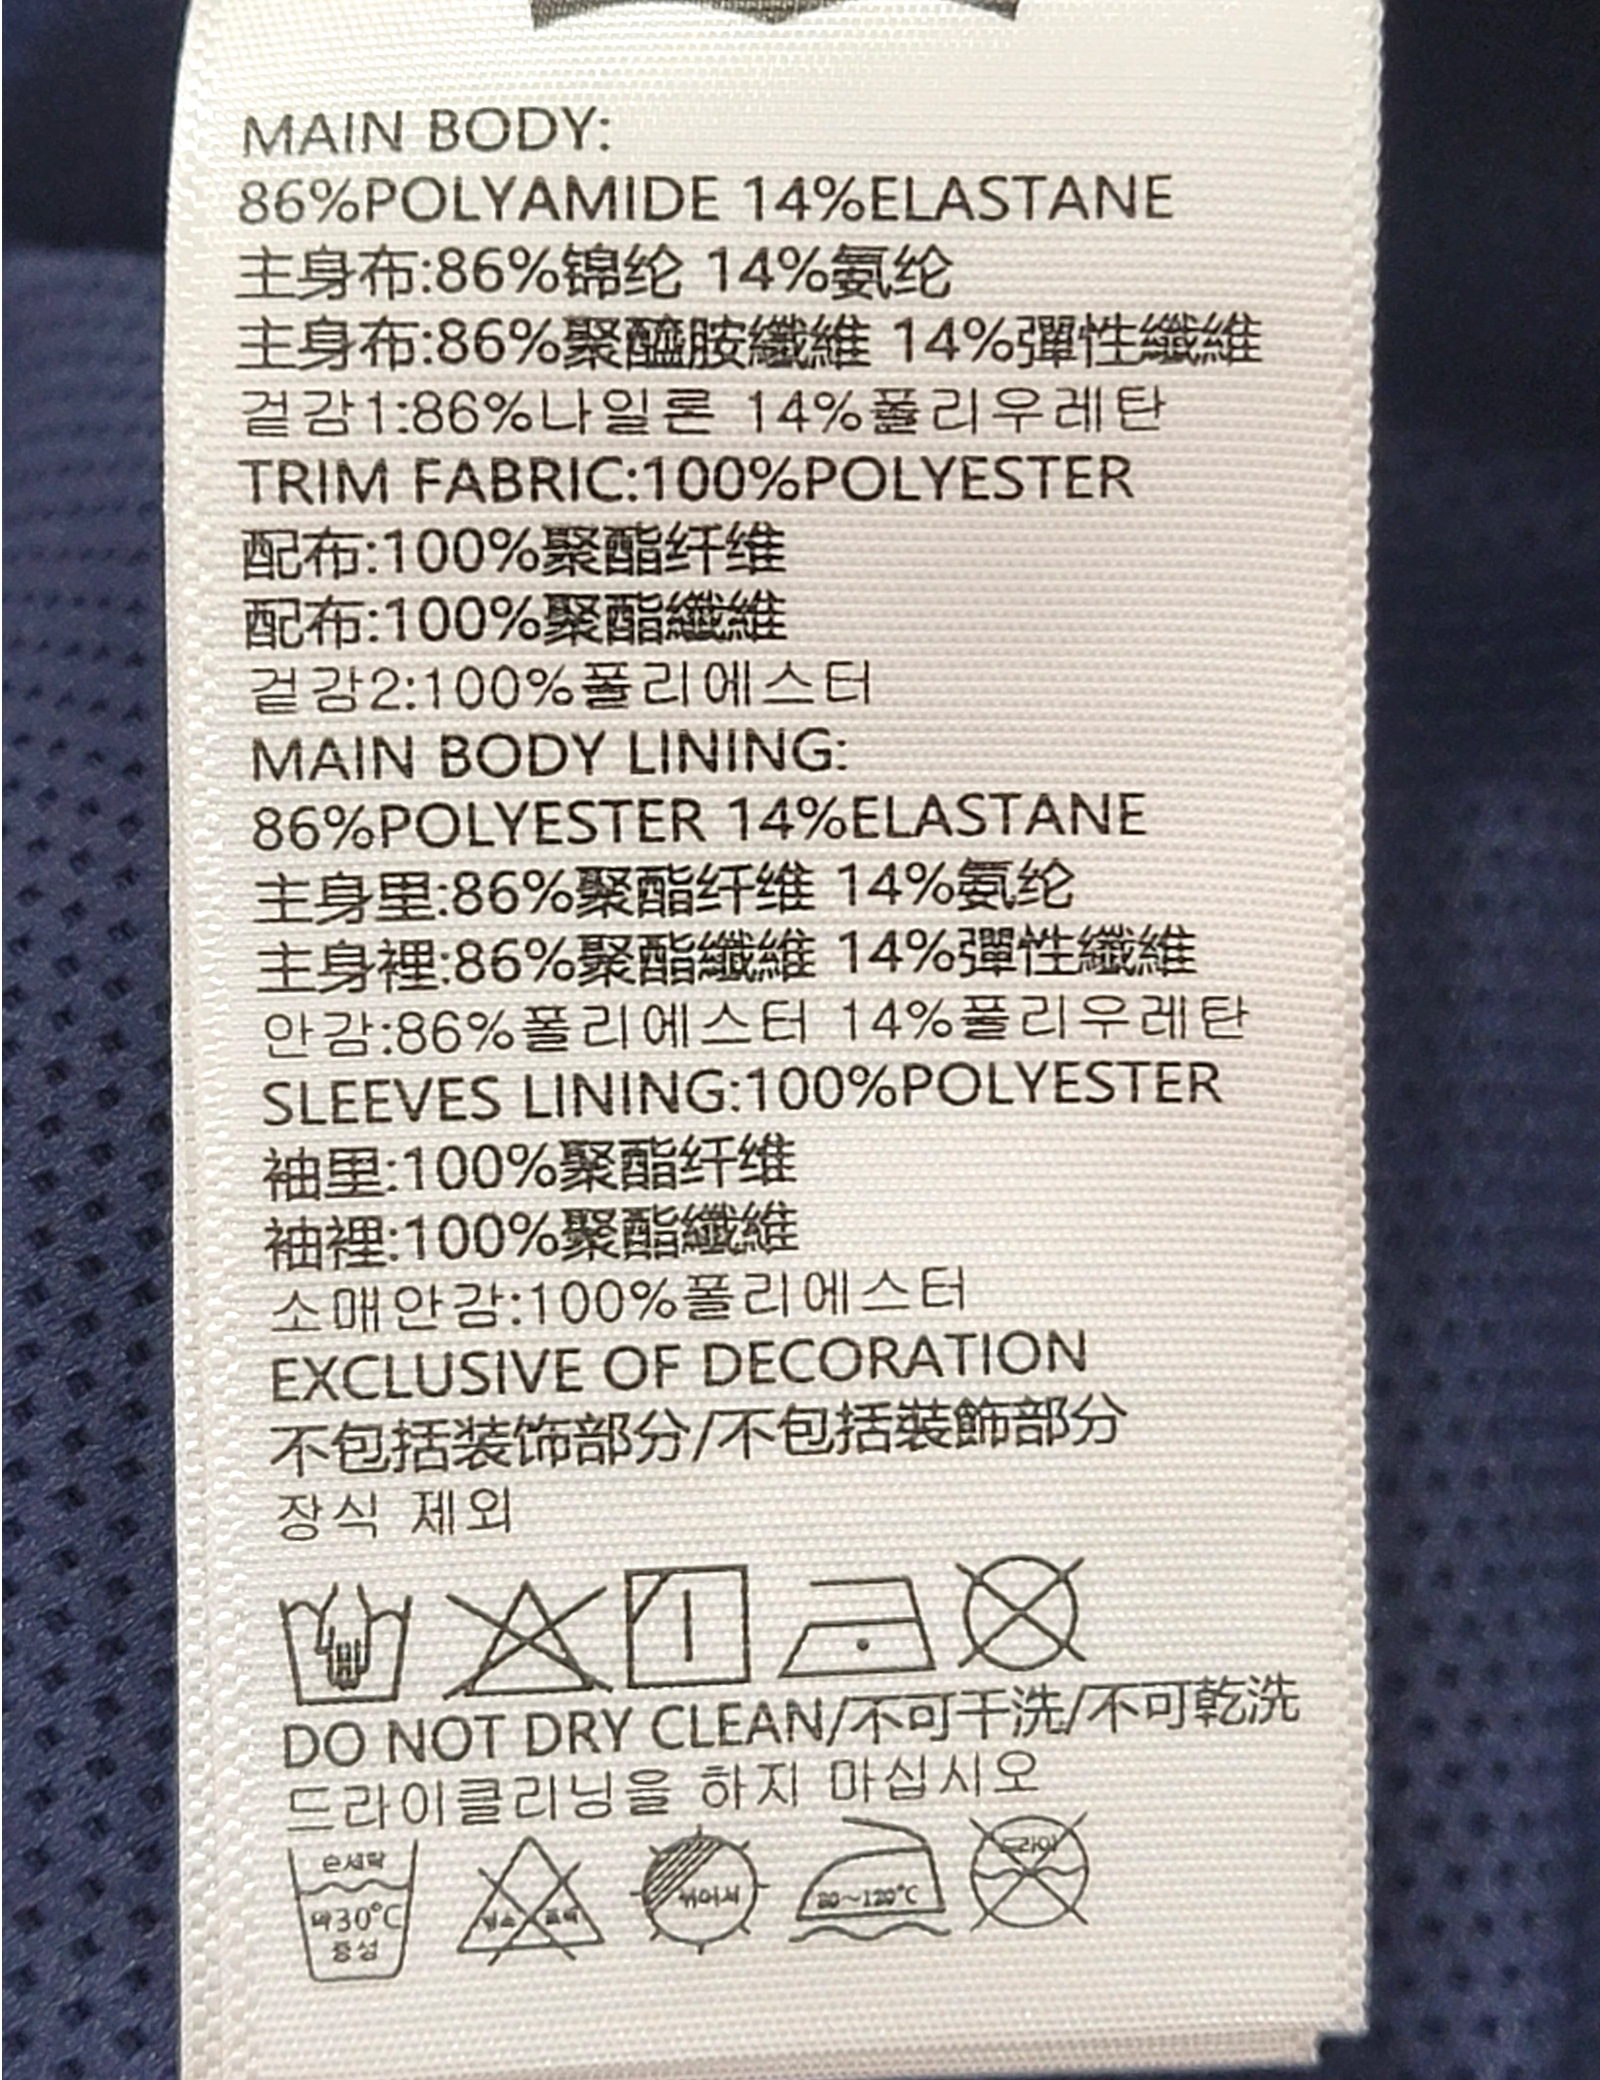 MAIN BODY:
86%POLYAMIDE 14%ELASTANE
主身布:86%锦纶 14%氨纶
主身布:86%聚醯胺纖維 14%彈性纖維
겉감1:86%나일론 14%폴리우레탄
TRIM FABRIC:100%POLYESTER
配布:100%聚酯纤维
配布:100%聚酯纖維
겉감2:100%폴리에스터
MAIN BODY LINING:
86%POLYESTER 14%ELASTANE
主身里:86%聚酯纤维 14%氨纶
主身裡:86%聚酯纖維 14%彈性纖維
안감:86%폴리에스터 14%폴리우레탄
SLEEVES LINING:100%POLYESTER
袖里:100%聚酯纤维
袖裡:100%聚酯纖維
소매안감:100%폴리에스터
EXCLUSIVE OF DECORATION
不包括装饰部分/不包括裝飾部分
장식 제외
DO NOT DRY CLEAN/不可干洗/不可乾洗
드라이클리닝을 하지 마십시오
손세탁
약30°C
중성
뉘어서
80~120°C
드라이